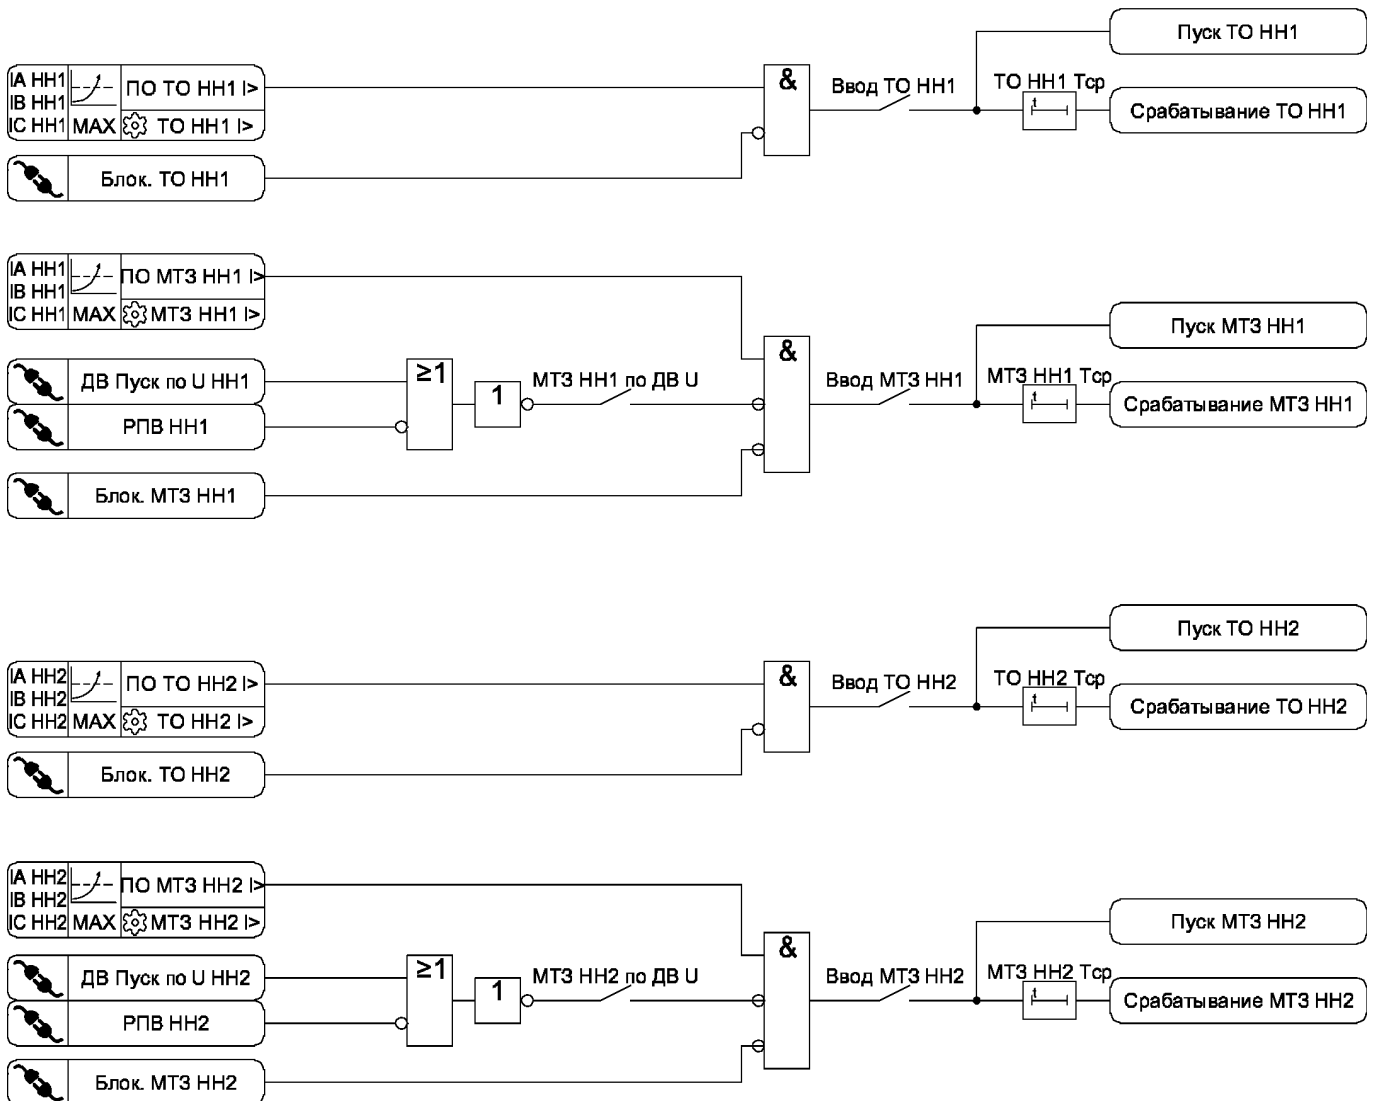 Пуск ТО НН1
IA НН1
IB НН1
IC НН1
MAX
ПО ТО НН1 I>
ТО НН1 I>
&
Ввод ТО НН1
ТО НН1 Тср
t
Срабатывание ТО НН1
Блок. ТО НН1
IA НН1
IB НН1
IC НН1
MAX
ПО МТЗ НН1 I>
МТЗ НН1 I>
Пуск МТЗ НН1
ДВ Пуск по U НН1
РПВ НН1
≥1
1
МТЗ НН1 по ДВ U
&
Ввод МТЗ НН1
МТЗ НН1 Тср
t
Срабатывание МТЗ НН1
Блок. МТЗ НН1
Пуск ТО НН2
IA НН2
IB НН2
IC НН2
MAX
ПО ТО НН2 I>
ТО НН2 I>
&
Ввод ТО НН2
ТО НН2 Тср
t
Срабатывание ТО НН2
Блок. ТО НН2
IA НН2
IB НН2
IC НН2
MAX
ПО МТЗ НН2 I>
МТЗ НН2 I>
Пуск МТЗ НН2
ДВ Пуск по U НН2
РПВ НН2
≥1
1
МТЗ НН2 по ДВ U
&
Ввод МТЗ НН2
МТЗ НН2 Тср
t
Срабатывание МТЗ НН2
Блок. МТЗ НН2